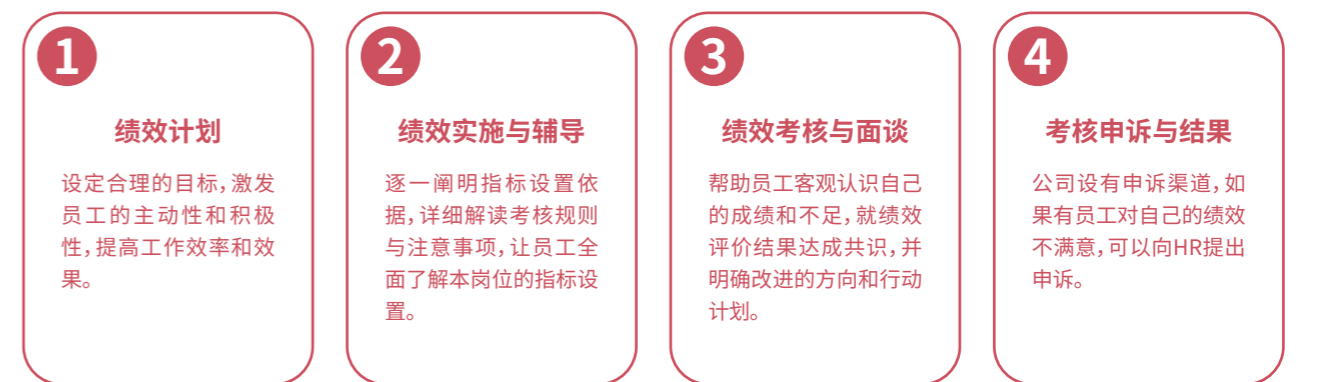 1
绩效计划
设定合理的目标,激发
员工的主动性和积极
性,提高工作效率和效
果。
2
绩效实施与辅导
逐一阐明指标设置依
据,详细解读考核规则
与注意事项,让员工全
面了解本岗位的指标设
置。
3
绩效考核与面谈
帮助员工客观认识自己
的成绩和不足,就绩效
评价结果达成共识,并
明确改进的方向和行动
计划。
4
考核申诉与结果
公司设有申诉渠道,如
果有员工对自己的绩效
不满意,可以向HR提出
申诉。